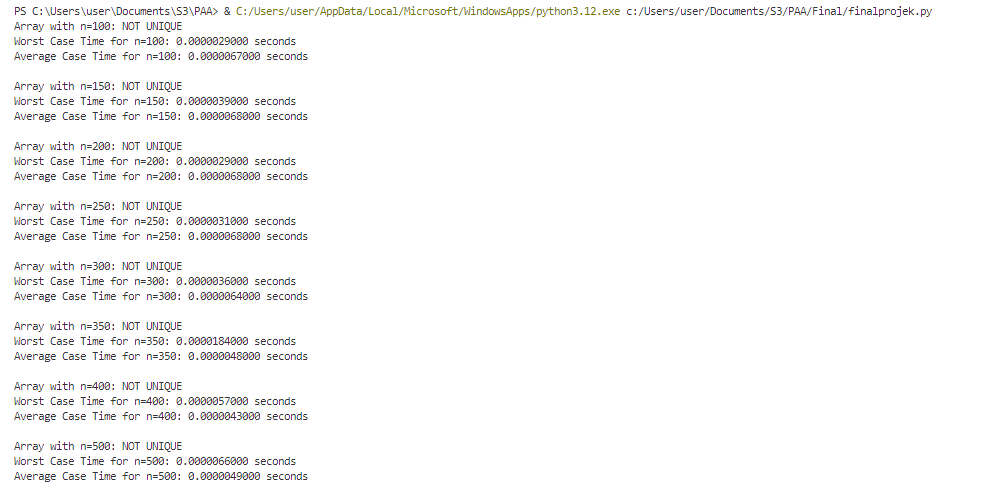 PS C:\Users\user\Documents\S3\PAA> & C:/Users/user/AppData/Local/Microsoft/WindowsApps/python3.12.exe c:/Users/user/Documents/S3/PAA/Final/finalprojek.py
Array with n=100: NOT UNIQUE
Worst Case Time for n=100: 0.0000029000 seconds
Average Case Time for n=100: 0.0000067000 seconds

Array with n=150: NOT UNIQUE
Worst Case Time for n=150: 0.0000039000 seconds
Average Case Time for n=150: 0.0000068000 seconds

Array with n=200: NOT UNIQUE
Worst Case Time for n=200: 0.0000029000 seconds
Average Case Time for n=200: 0.0000068000 seconds

Array with n=250: NOT UNIQUE
Worst Case Time for n=250: 0.0000031000 seconds
Average Case Time for n=250: 0.0000068000 seconds

Array with n=300: NOT UNIQUE
Worst Case Time for n=300: 0.0000036000 seconds
Average Case Time for n=300: 0.0000064000 seconds

Array with n=350: NOT UNIQUE
Worst Case Time for n=350: 0.0000184000 seconds
Average Case Time for n=350: 0.0000048000 seconds

Array with n=400: NOT UNIQUE
Worst Case Time for n=400: 0.0000057000 seconds
Average Case Time for n=400: 0.0000043000 seconds

Array with n=500: NOT UNIQUE
Worst Case Time for n=500: 0.0000066000 seconds
Average Case Time for n=500: 0.0000049000 seconds